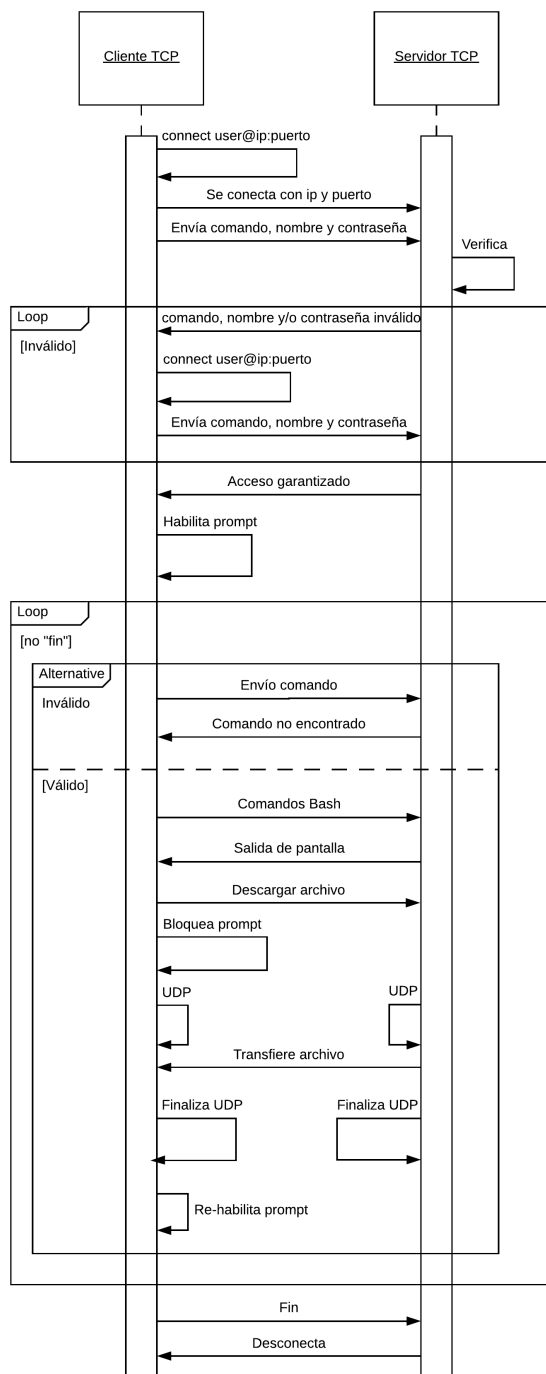 Cliente TCP
Servidor TCP
connect user@ip:puerto
Se conecta con ip y puerto
Envía comando, nombre y contraseña
Verifica
Loop
comando, nombre y/o contraseña inválido
[Inválido]
connect user@ip:puerto
Envía comando, nombre y contraseña
Acceso garantizado
Habilita prompt
Loop
[no "fin"]
Alternative
Envío comando
Inválido
Comando no encontrado
[Válido]
Comandos Bash
Salida de pantalla
Descargar archivo
Bloquea prompt
UDP
UDP
Transfiere archivo
Finaliza UDP
Finaliza UDP
Re-habilita prompt
Fin
Desconecta